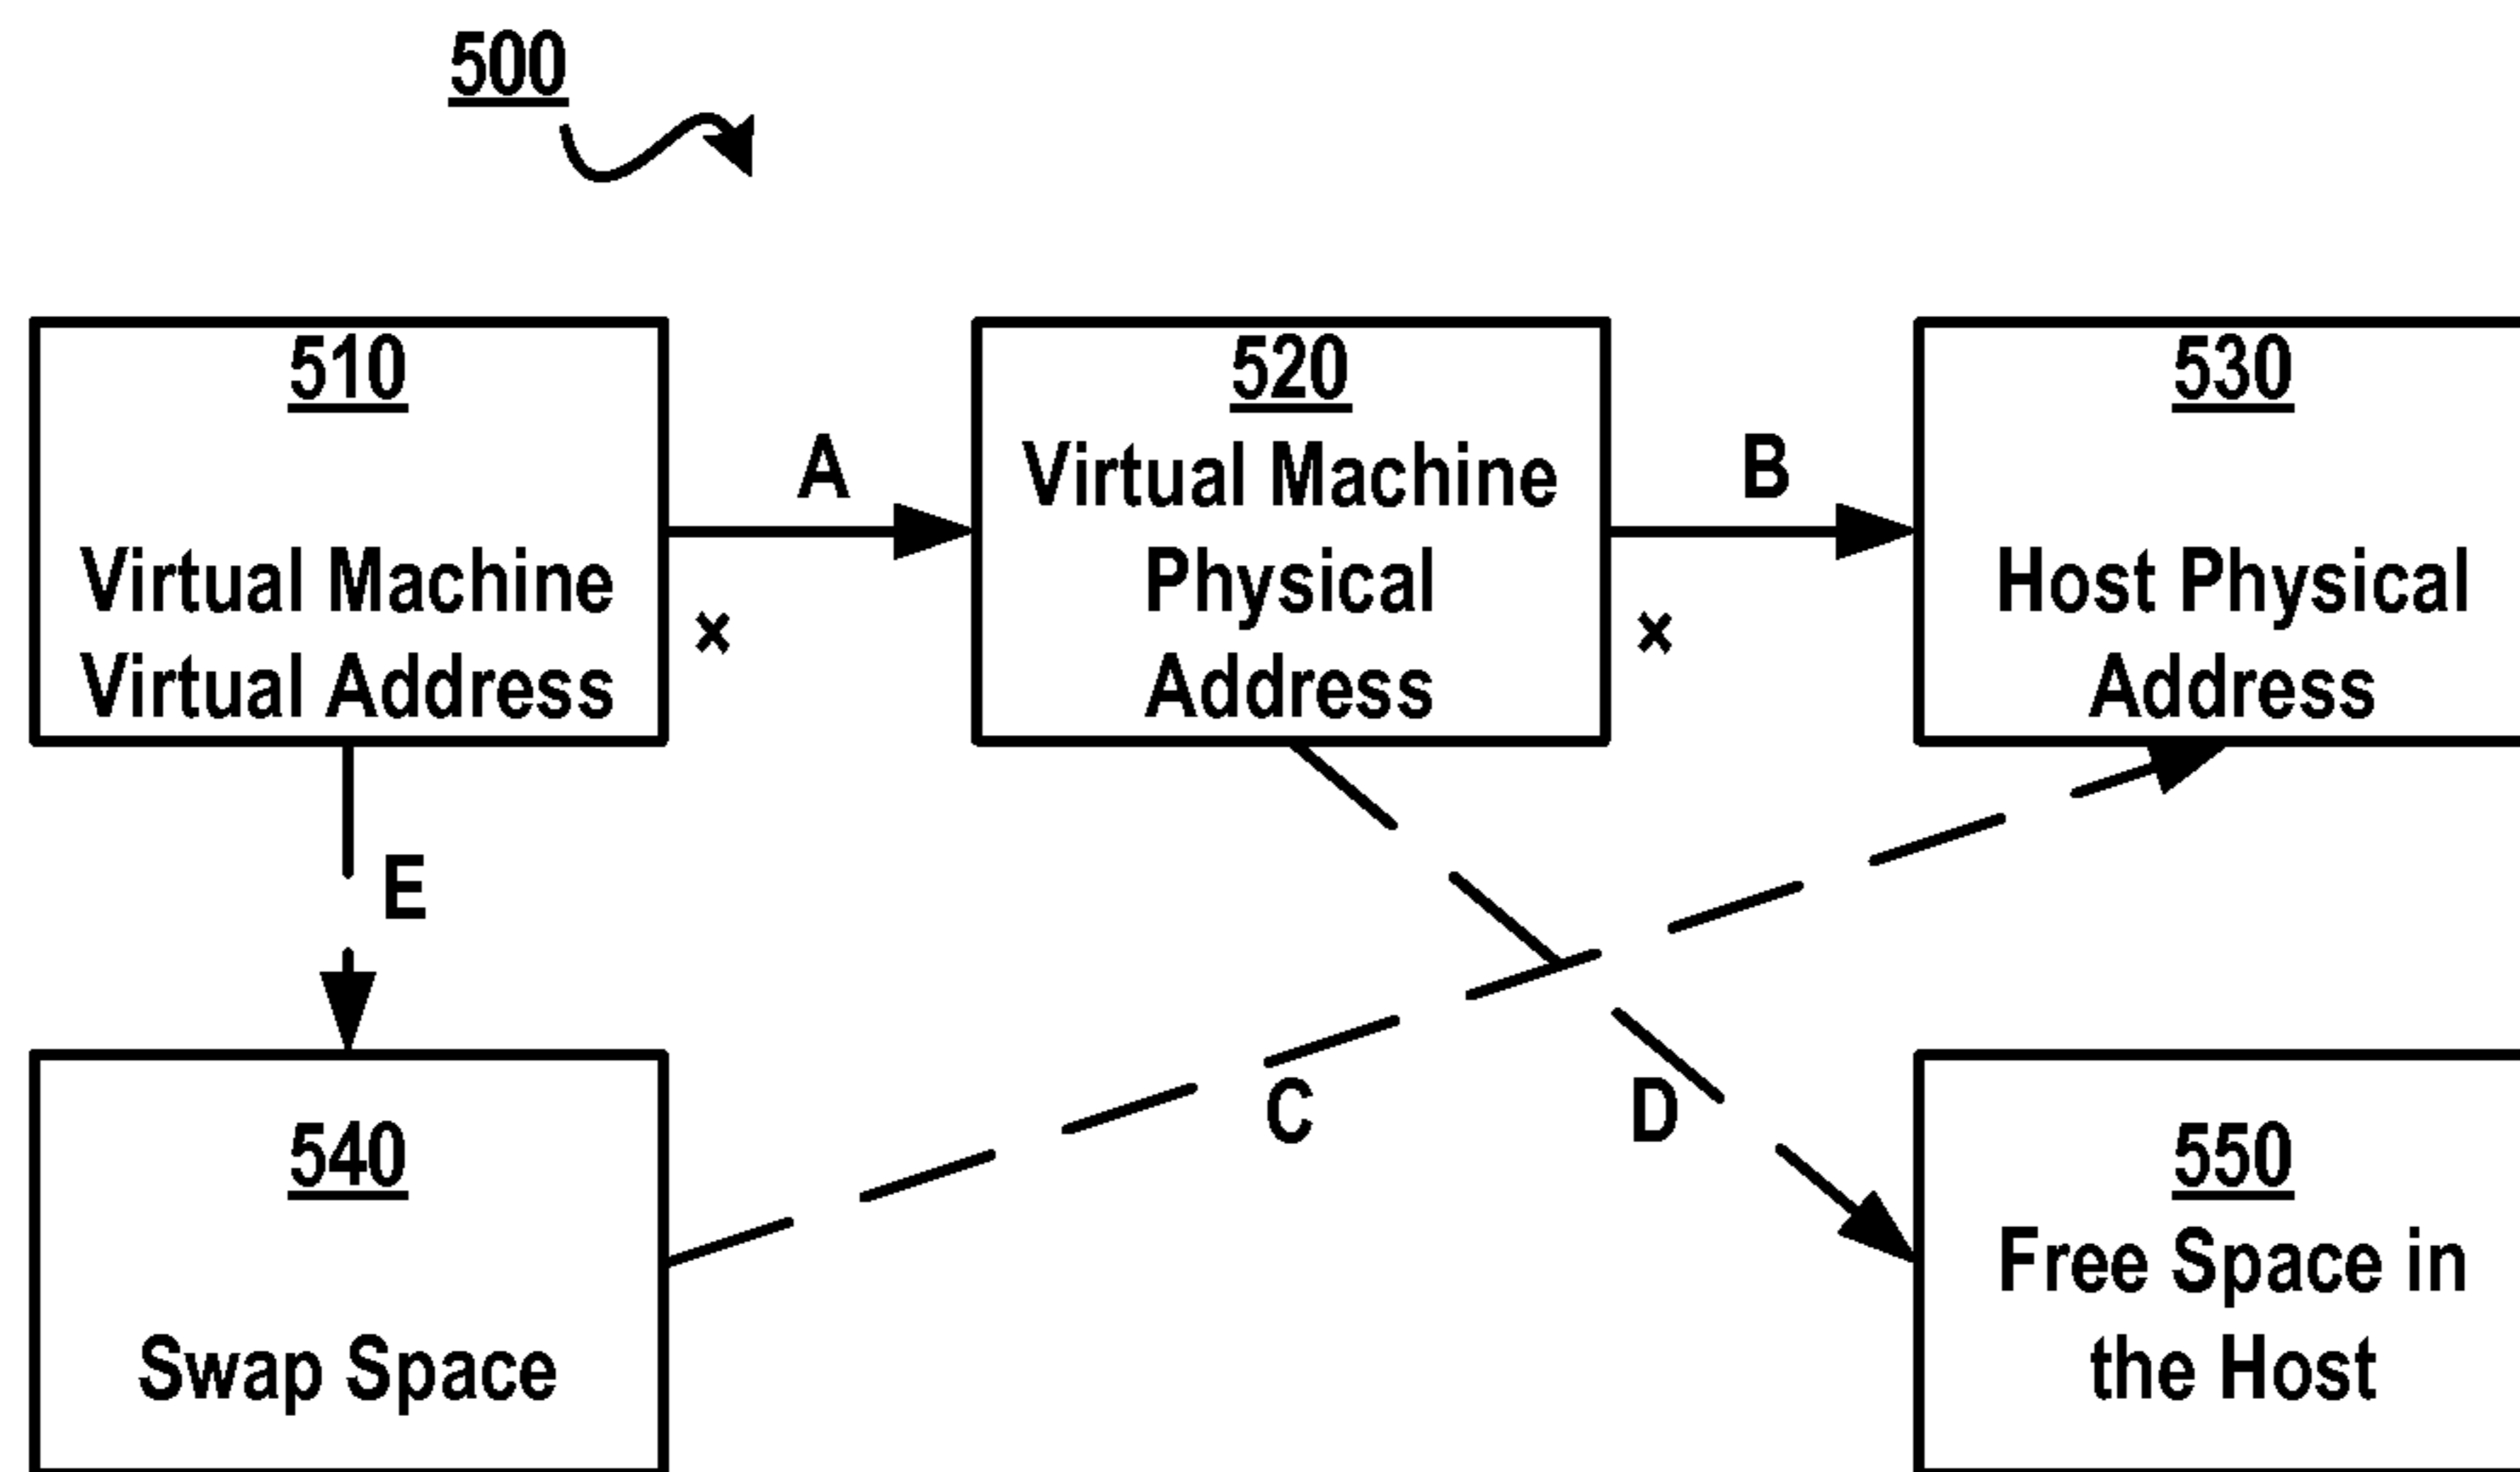 500
510
Virtual Machine
Virtual Address
A
520
Virtual Machine
Physical
Address
B
530
Host Physical
Address
×
×
E
C
D
540
Swap Space
550
Free Space in
the Host